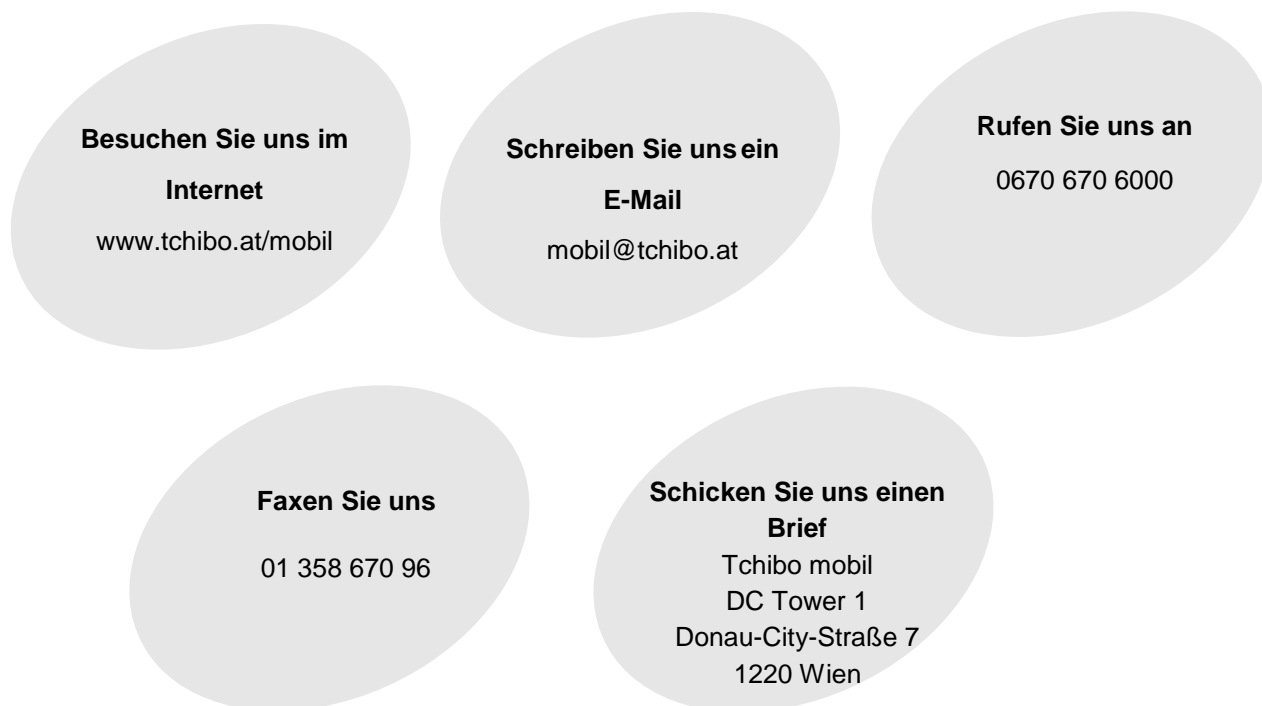 Besuchen Sie uns im
Internet
www.tchibo.at/mobil
Schreiben Sie uns ein
E-Mail
mobil@tchibo.at
Rufen Sie uns an
0670 670 6000
Faxen Sie uns
01 358 670 96
Schicken Sie uns einen
Brief
Tchibo mobil
DC Tower 1
Donau-City-Straße 7
1220 Wien